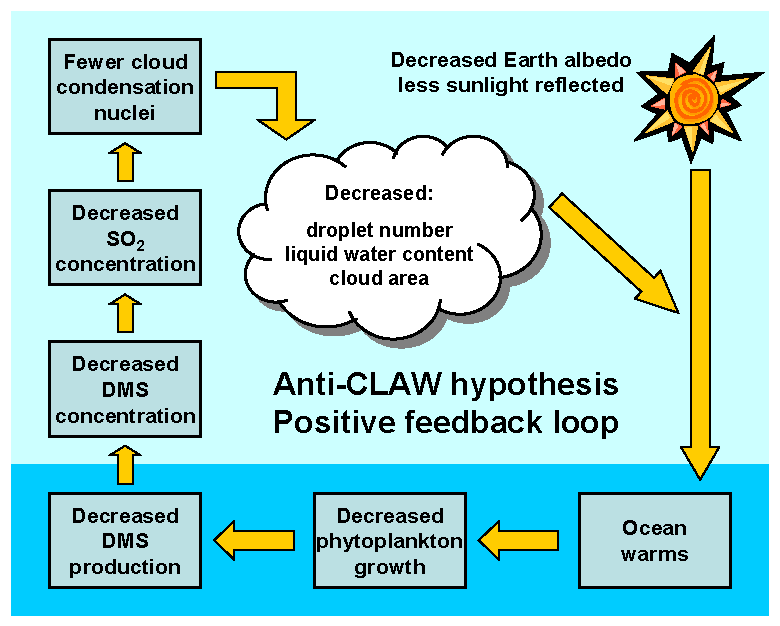 Fewer cloud
condensation
nuclei
Decreased Earth albedo
less sunlight reflected
Decreased:
droplet number
liquid water content
cloud area
Decreased
SO₂
concentration
Decreased
DMS
concentration
Anti-CLAW hypothesis
Positive feedback loop
Decreased
DMS
production
Decreased
phytoplankton
growth
Ocean
warms